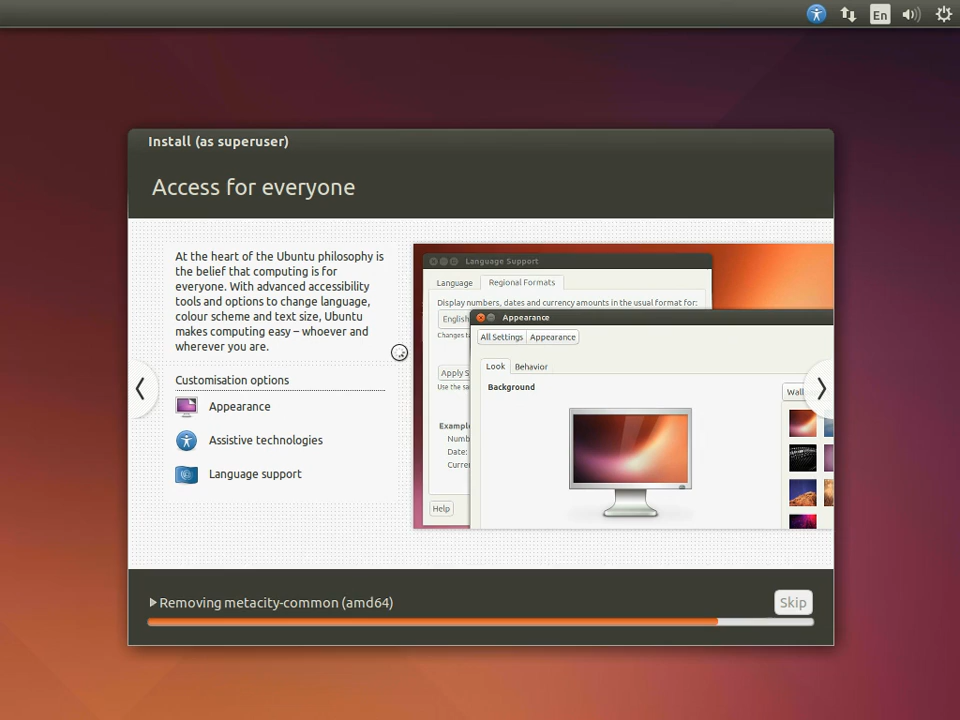 En
Install (as superuser)
Access for everyone
At the heart of the Ubuntu philosophy is
the belief that computing is for
everyone. With advanced accessibility
tools and options to change language,
colour scheme and text size, Ubuntu
makes computing easy – whoever and
wherever you are.
Customisation options
Appearance
Assistive technologies
Language support
Language Support
Language Regional Formats
Display numbers, dates and currency amounts in the usual format for:
English
Changes
Apply S
Use the
Example
Numb
Date:
Curre
Help
Appearance
All Settings Appearance
Look Behavior
Background
Wall
Removing metacity-common (amd64)
Skip